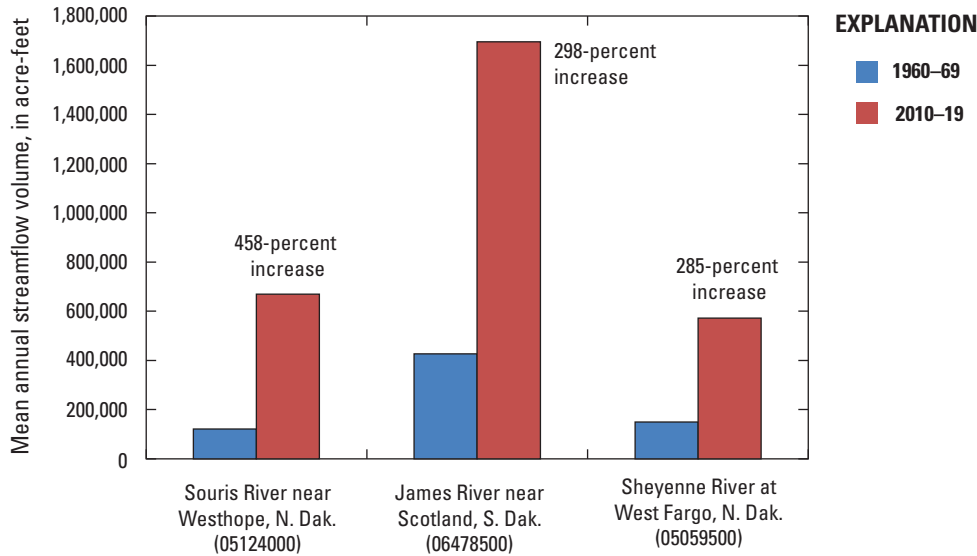 Mean annual streamflow volume, in acre-feet
1,800,000
1,600,000
1,400,000
1,200,000
1,000,000
800,000
600,000
400,000
200,000
0
458-percent
increase
298-percent
increase
285-percent
increase
Souris River near
Westhope, N. Dak.
(05124000)
James River near
Scotland, S. Dak.
(06478500)
Sheyenne River at
West Fargo, N. Dak.
(05059500)
EXPLANATION
1960–69
2010–19